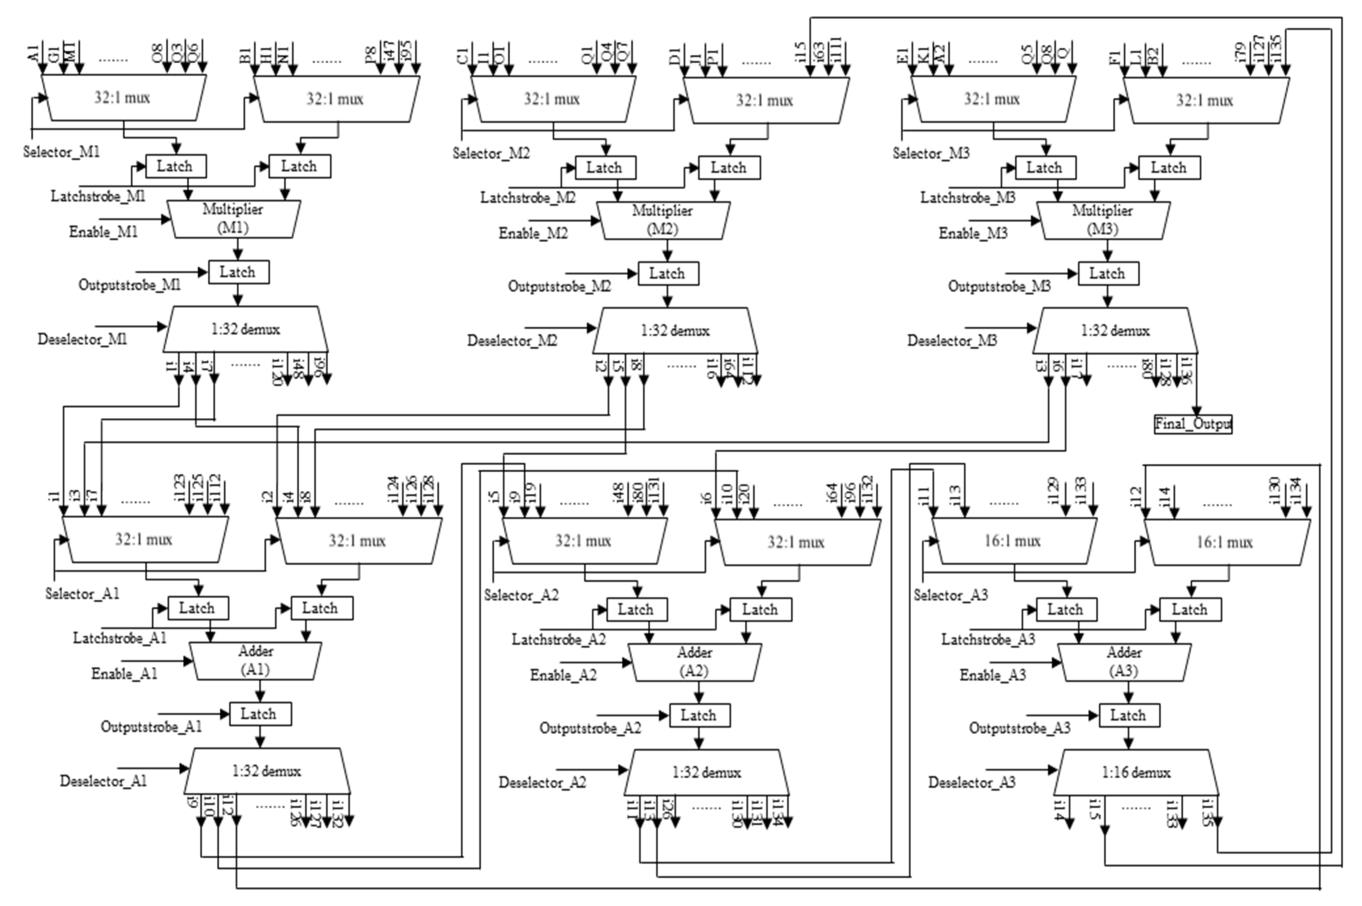 A1 G1 M1 ....... O8 Q3 Q6
B1 H1 N1 ....... P8 i47 i95
C1 I1 O1 ....... Q1 Q4 Q7
D1 J1 P1 ....... i15 i63 i111
E1 K1 A2 ....... Q5 Q8 Q
F1 L1 B2 ....... i79 i127 i135
32:1 mux 32:1 mux 32:1 mux 32:1 mux 32:1 mux 32:1 mux
Selector_M1 Selector_M2 Selector_M3
Latch Latch Latch Latch Latch Latch
Latchstrobe_M1 Latchstrobe_M2 Latchstrobe_M3
Multiplier Multiplier Multiplier
(M1) (M2) (M3)
Enable_M1 Enable_M2 Enable_M3
Latch Latch Latch
Outputstrobe_M1 Outputstrobe_M2 Outputstrobe_M3
1:32 demux 1:32 demux 1:32 demux
Deselector_M1 Deselector_M2 Deselector_M3
i1 i4 i7 ....... i120 i48 i96
i2 i5 i8 ....... i16 i64 i112
i3 i6 i17 ....... i80 i128 i136
Final_Output
i1 i3 i7 ....... i123 i125 i112
i2 i4 i8 ....... i124 i126 i128
i5 i9 i19 ....... i48 i80 i131
i6 i10 i20 ....... i64 i96 i132
i11 i13 ....... i129 i133
i12 i14 ....... i130 i134
32:1 mux 32:1 mux 32:1 mux 32:1 mux 16:1 mux 16:1 mux
Selector_A1 Selector_A2 Selector_A3
Latch Latch Latch Latch Latch Latch
Latchstrobe_A1 Latchstrobe_A2 Latchstrobe_A3
Adder Adder Adder
(A1) (A2) (A3)
Enable_A1 Enable_A2 Enable_A3
Latch Latch Latch
Outputstrobe_A1 Outputstrobe_A2 Outputstrobe_A3
1:32 demux 1:32 demux 1:16 demux
Deselector_A1 Deselector_A2 Deselector_A3
i9 i10 i12 ....... i126 i127 i132
i11 i13 i26 ....... i130 i131 i134
i14 i15 ....... i133 i135